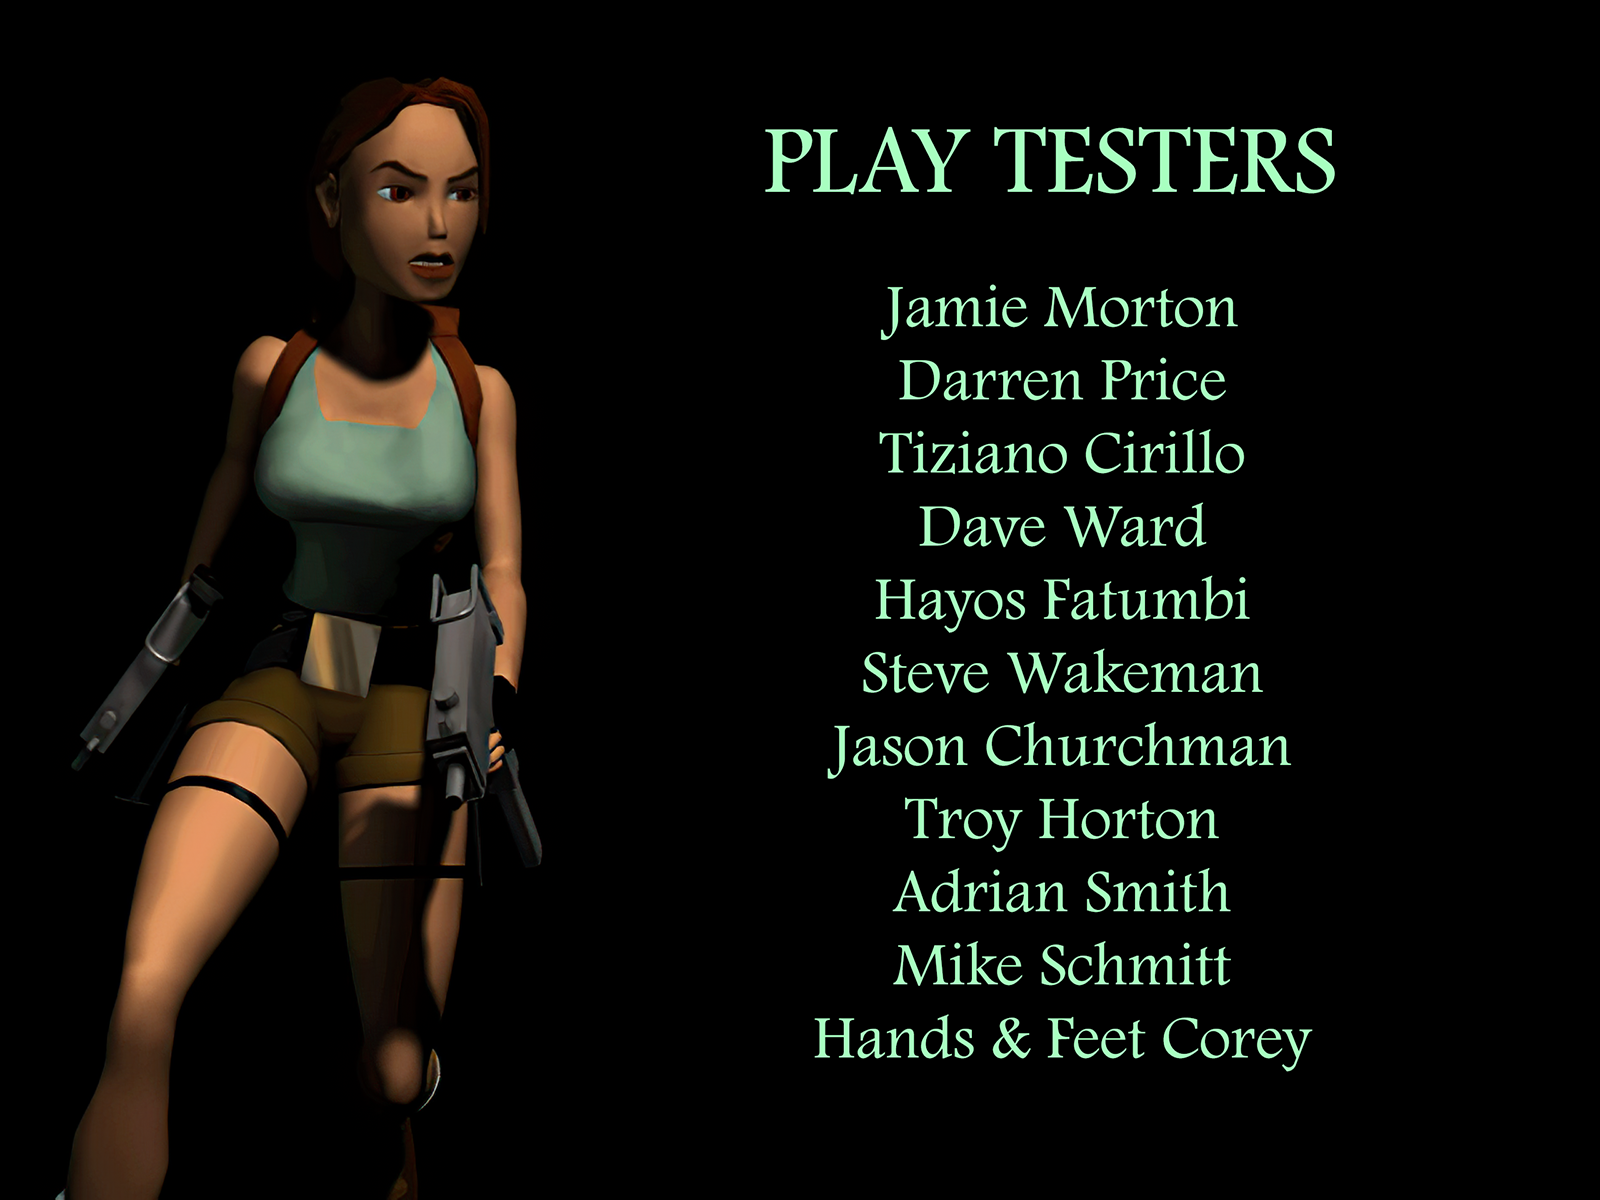 PLAY TESTERS
Jamie Morton
Darren Price
Tiziano Cirillo
Dave Ward
Hayos Fatumbi
Steve Wakeman
Jason Churchman
Troy Horton
Adrian Smith
Mike Schmitt
Hands & Feet Corey